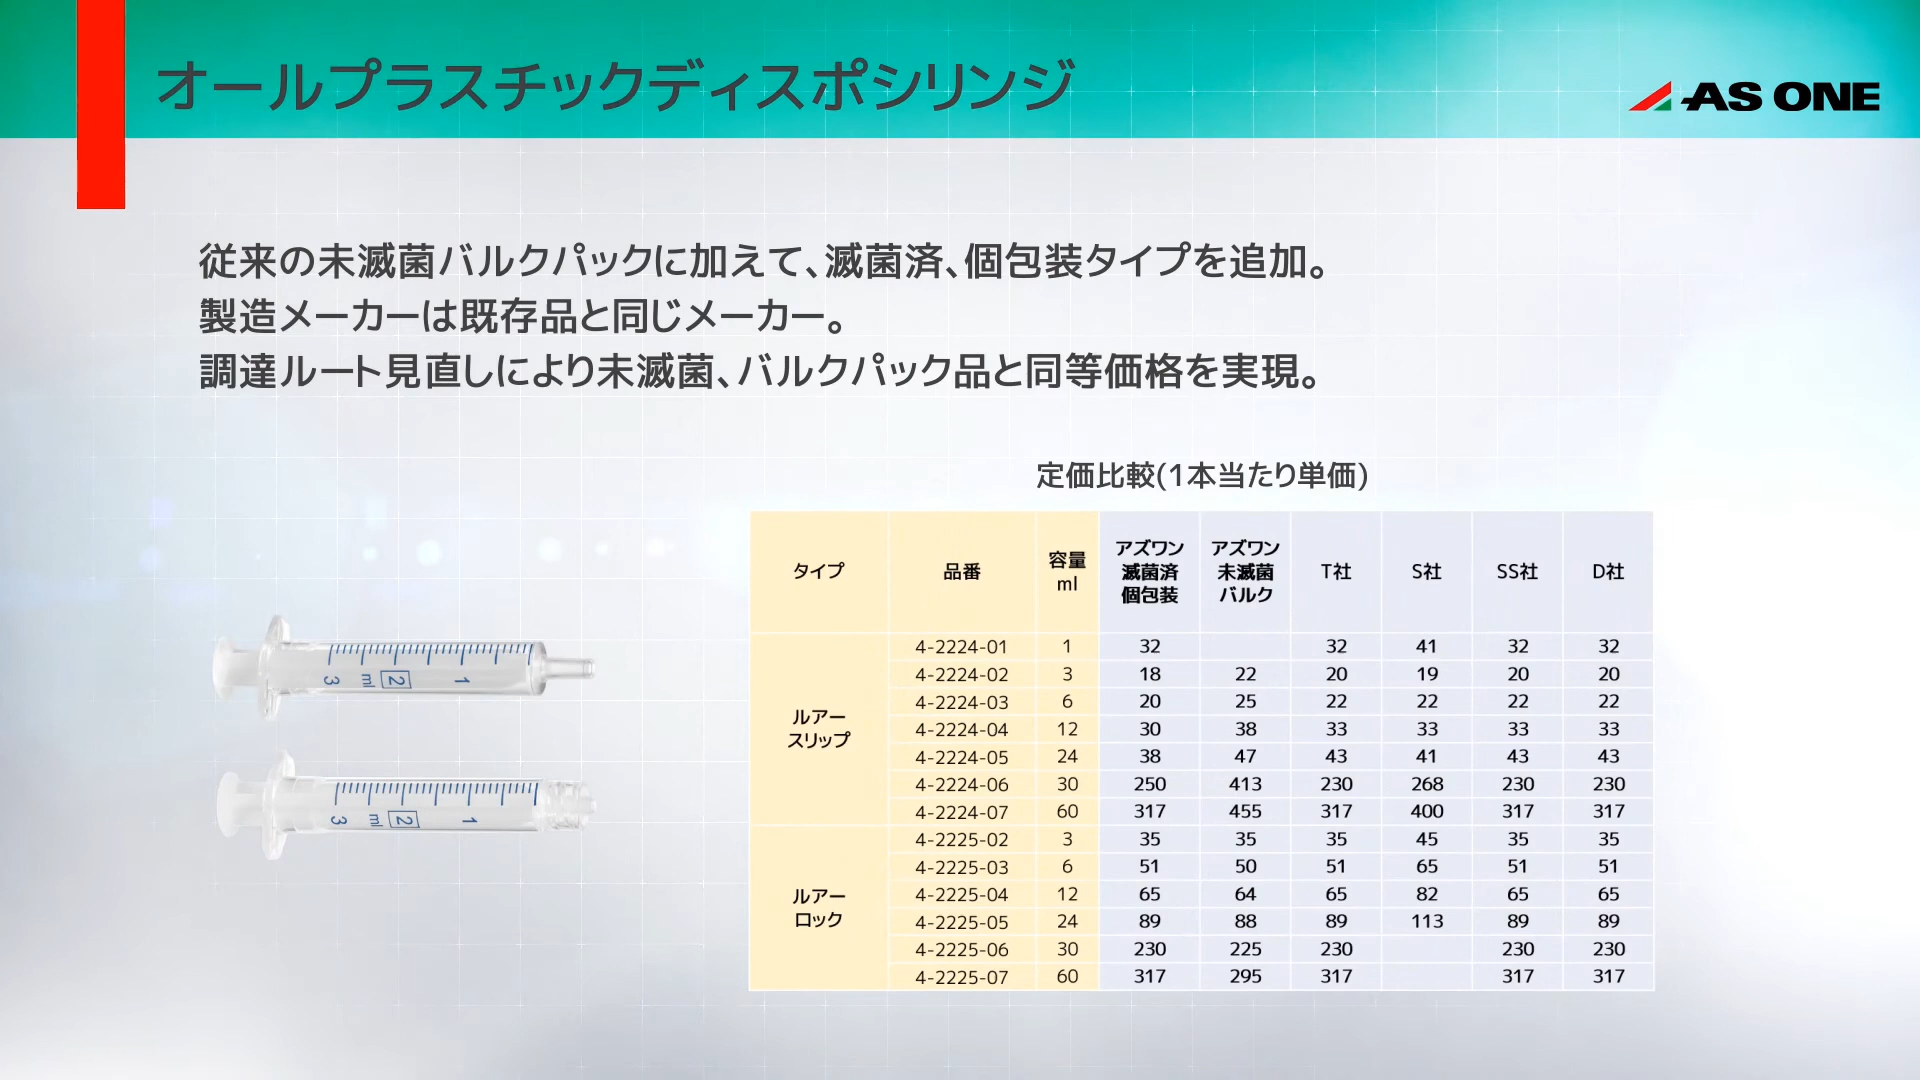 オールプラスチックディスポシリンジ
AS ONE
従来の未滅菌バルクパックに加えて、滅菌済、個包装タイプを追加。
製造メーカーは既存品と同じメーカー。
調達ルート見直しにより未滅菌、バルクパック品と同等価格を実現。
定価比較(1本当たり単価)
タイプ 品番 容量 ml アズワン 滅菌済 個包装 アズワン 未滅菌 バルク T社 S社 SS社 D社
ルアー スリップ
4-2224-01 1 32 32 41 32 32
4-2224-02 3 18 22 20 19 20 20
4-2224-03 6 20 25 22 22 22 22
4-2224-04 12 30 38 33 33 33 33
4-2224-05 24 38 47 43 41 43 43
4-2224-06 30 250 413 230 268 230 230
4-2224-07 60 317 455 317 400 317 317
ルアー ロック
4-2225-02 3 35 35 35 45 35 35
4-2225-03 6 51 50 51 65 51 51
4-2225-04 12 65 64 65 82 65 65
4-2225-05 24 89 88 89 113 89 89
4-2225-06 30 230 225 230 230 230
4-2225-07 60 317 295 317 317 317
3 ml 2 1
3 ml 2 1